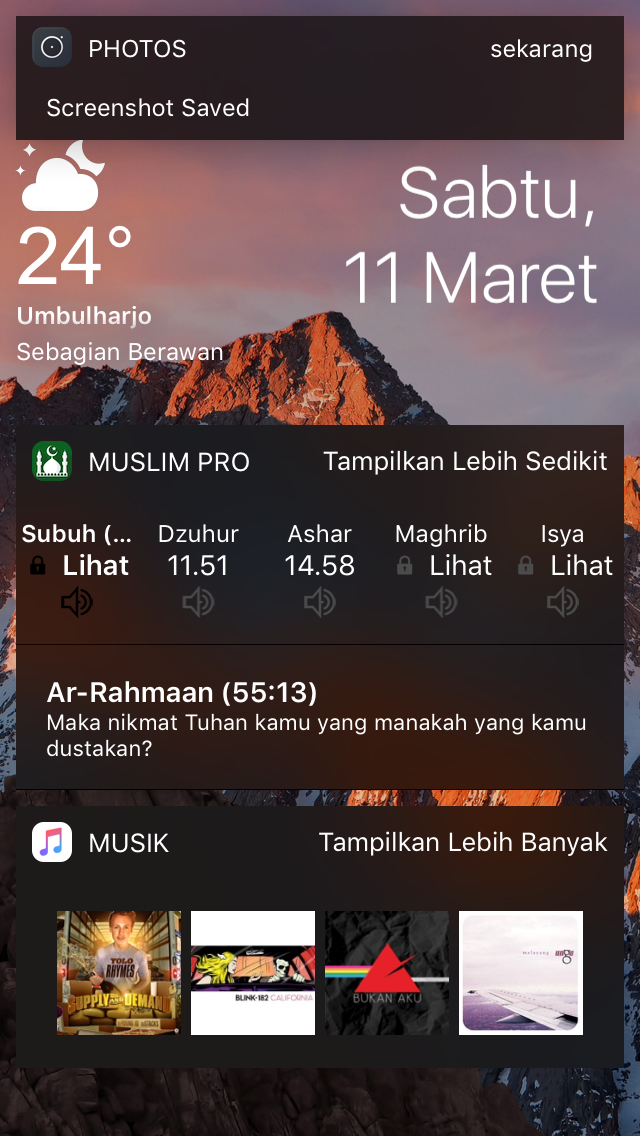 PHOTOS sekarang
Screenshot Saved
24°
Sabtu,
11 Maret
Umbulharjo
Sebagian Berawan
MUSLIM PRO Tampilkan Lebih Sedikit
Subuh (... Dzuhur Ashar Maghrib Isya
Lihat 11.51 14.58 Lihat Lihat
Ar-Rahmaan (55:13)
Maka nikmat Tuhan kamu yang manakah yang kamu
dustakan?
MUSIK Tampilkan Lebih Banyak
YOLO
RHYMES
SUPPLY AND DEMAND
BLINK-182 CALIFORNIA
BUKAN AKU